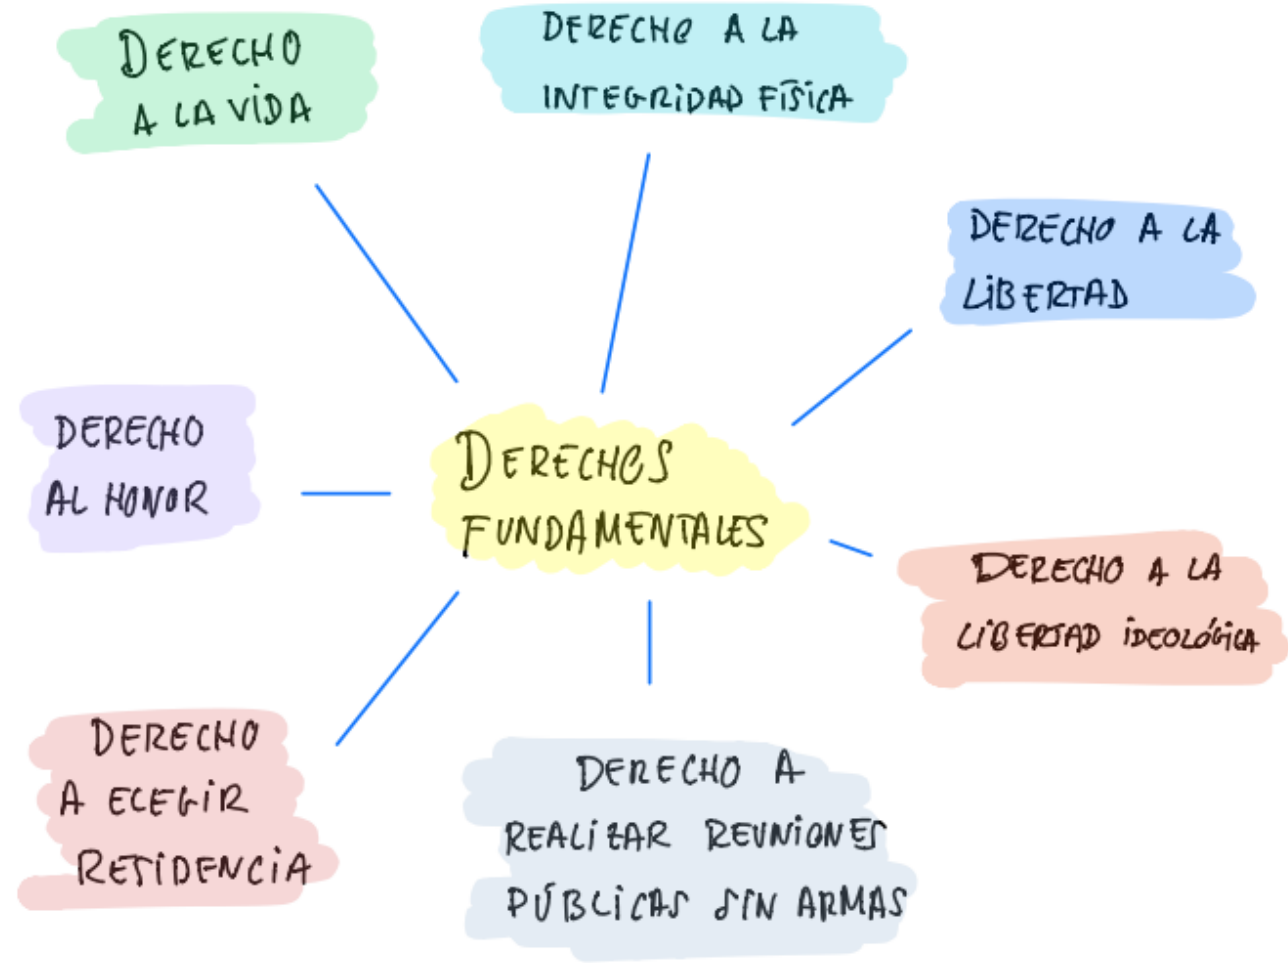 DERECHO
A LA VIDA
DERECHO A LA
INTEGRIDAD FÍSICA
DERECHO A LA
LIBERTAD
DERECHO
AL HONOR
DERECHOS
FUNDAMENTALES
DERECHO A LA
LIBERTAD IDEOLÓGICA
DERECHO
A ELEGIR
RESIDENCIA
DERECHO A
REALIZAR REUNIONES
PÚBLICAS SIN ARMAS